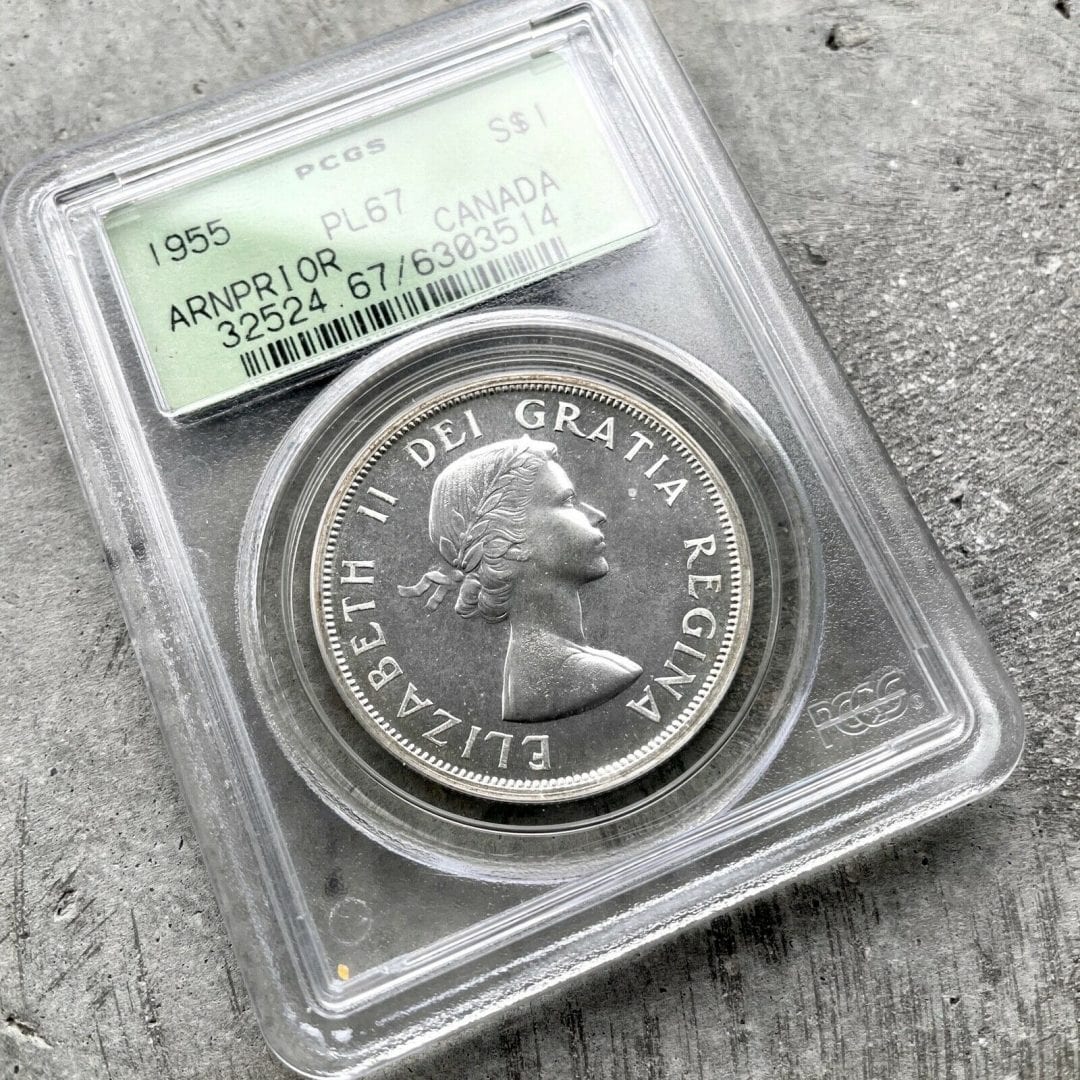 PCGS
1955 PL67 S$1
ARNPRIOR CANADA
32524.67/6303514
ELIZABETH II DEI GRATIA REGINA
PCGS®